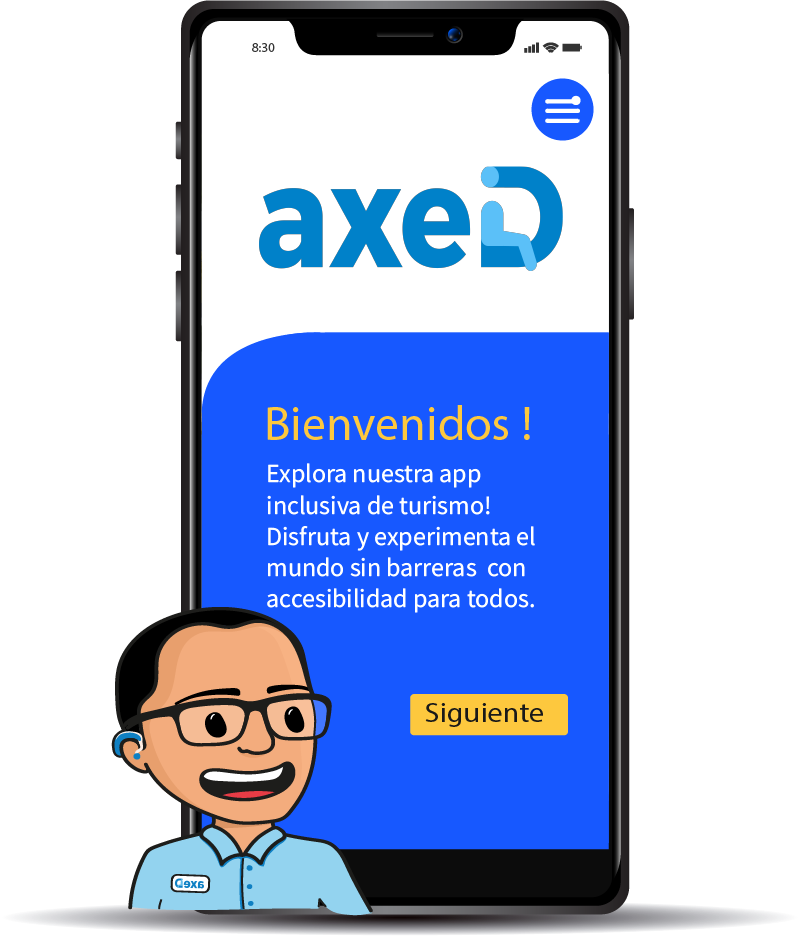 8:30
axeD
Bienvenidos !
Explora nuestra app
inclusiva de turismo!
Disfruta y experimenta el
mundo sin barreras con
accesibilidad para todos.
Siguiente
axeD